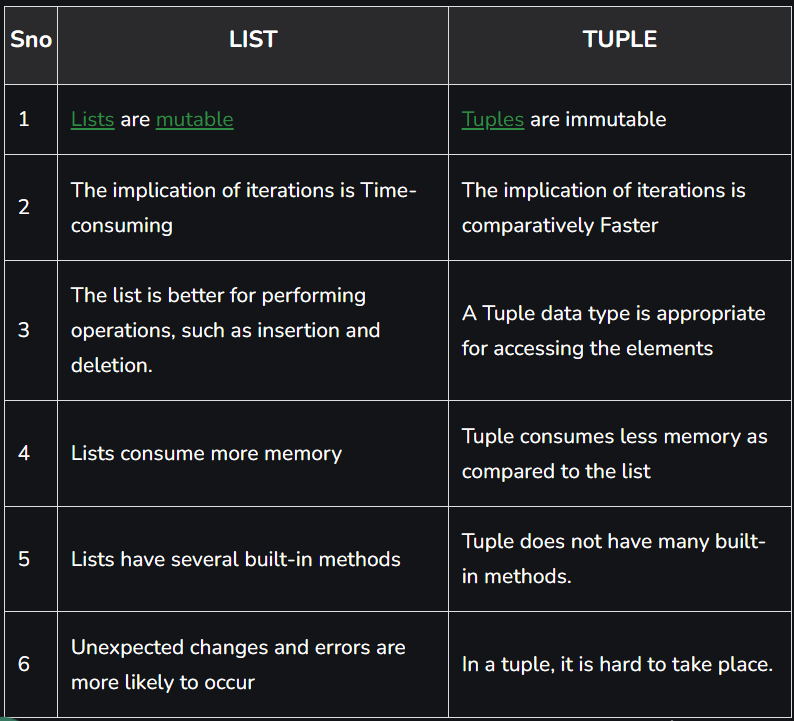 Sno LIST TUPLE
1 Lists are mutable Tuples are immutable
2
The implication of iterations is Time-
consuming
The implication of iterations is
comparatively Faster
3
The list is better for performing
operations, such as insertion and
deletion.
A Tuple data type is appropriate
for accessing the elements
4
Lists consume more memory
Tuple consumes less memory as
compared to the list
5
Lists have several built-in methods
Tuple does not have many built-
in methods.
6
Unexpected changes and errors are
more likely to occur
In a tuple, it is hard to take place.